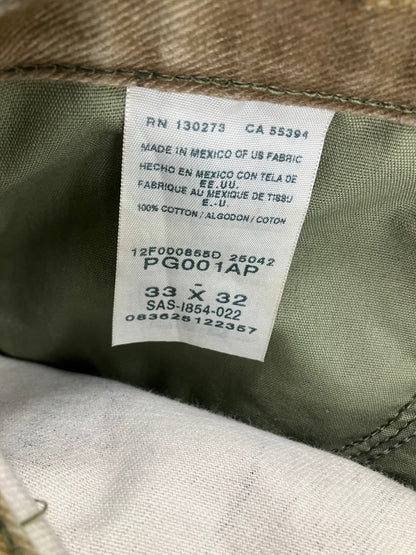 RN 130273 CA 55394
MADE IN MEXICO OF US FABRIC
HECHO EN MEXICO CON TELA DE
EE.UU.
FABRIQUE AU MEXIQUE DE TISSU
E.-U.
100% COTTON / ALGODON / COTON
12F000855D 25042
PG001AP
-
33 X 32
SAS-I854-022
083625122357